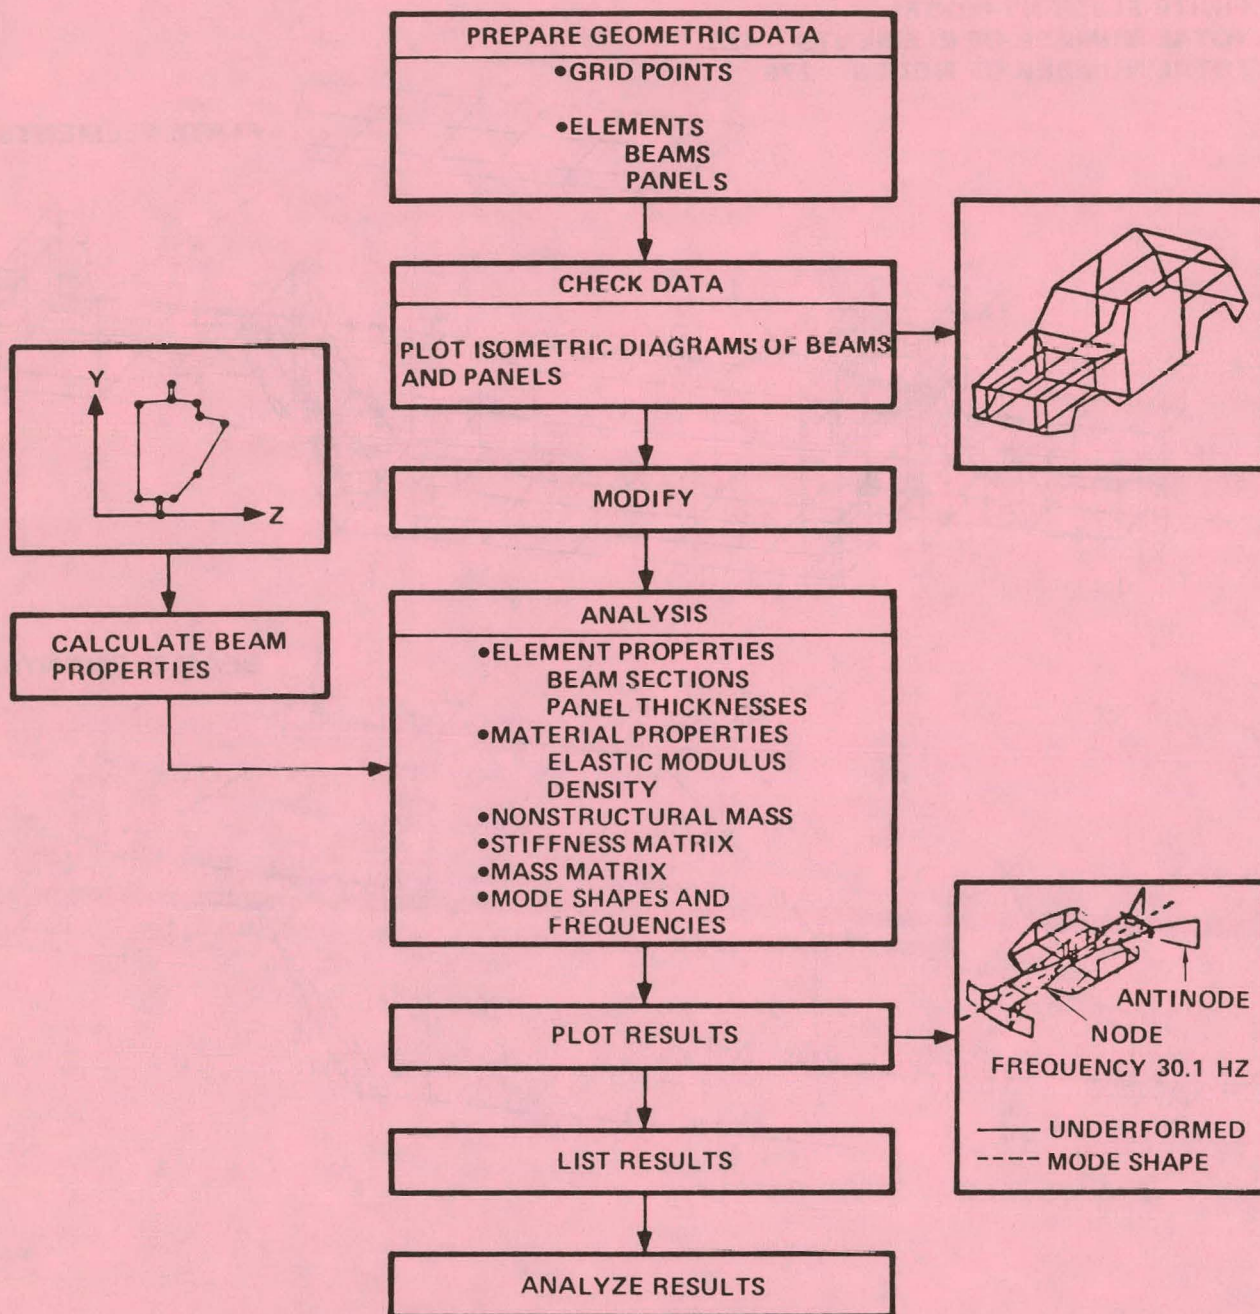 PREPARE GEOMETRIC DATA
•GRID POINTS
•ELEMENTS
BEAMS
PANELS
CHECK DATA
PLOT ISOMETRIC DIAGRAMS OF BEAMS
AND PANELS
Y
Z
MODIFY
CALCULATE BEAM
PROPERTIES
ANALYSIS
•ELEMENT PROPERTIES
BEAM SECTIONS
PANEL THICKNESSES
•MATERIAL PROPERTIES
ELASTIC MODULUS
DENSITY
•NONSTRUCTURAL MASS
•STIFFNESS MATRIX
•MASS MATRIX
•MODE SHAPES AND
FREQUENCIES
PLOT RESULTS
ANTINODE
NODE
FREQUENCY 30.1 HZ
UNDERFORMED
MODE SHAPE
LIST RESULTS
ANALYZE RESULTS